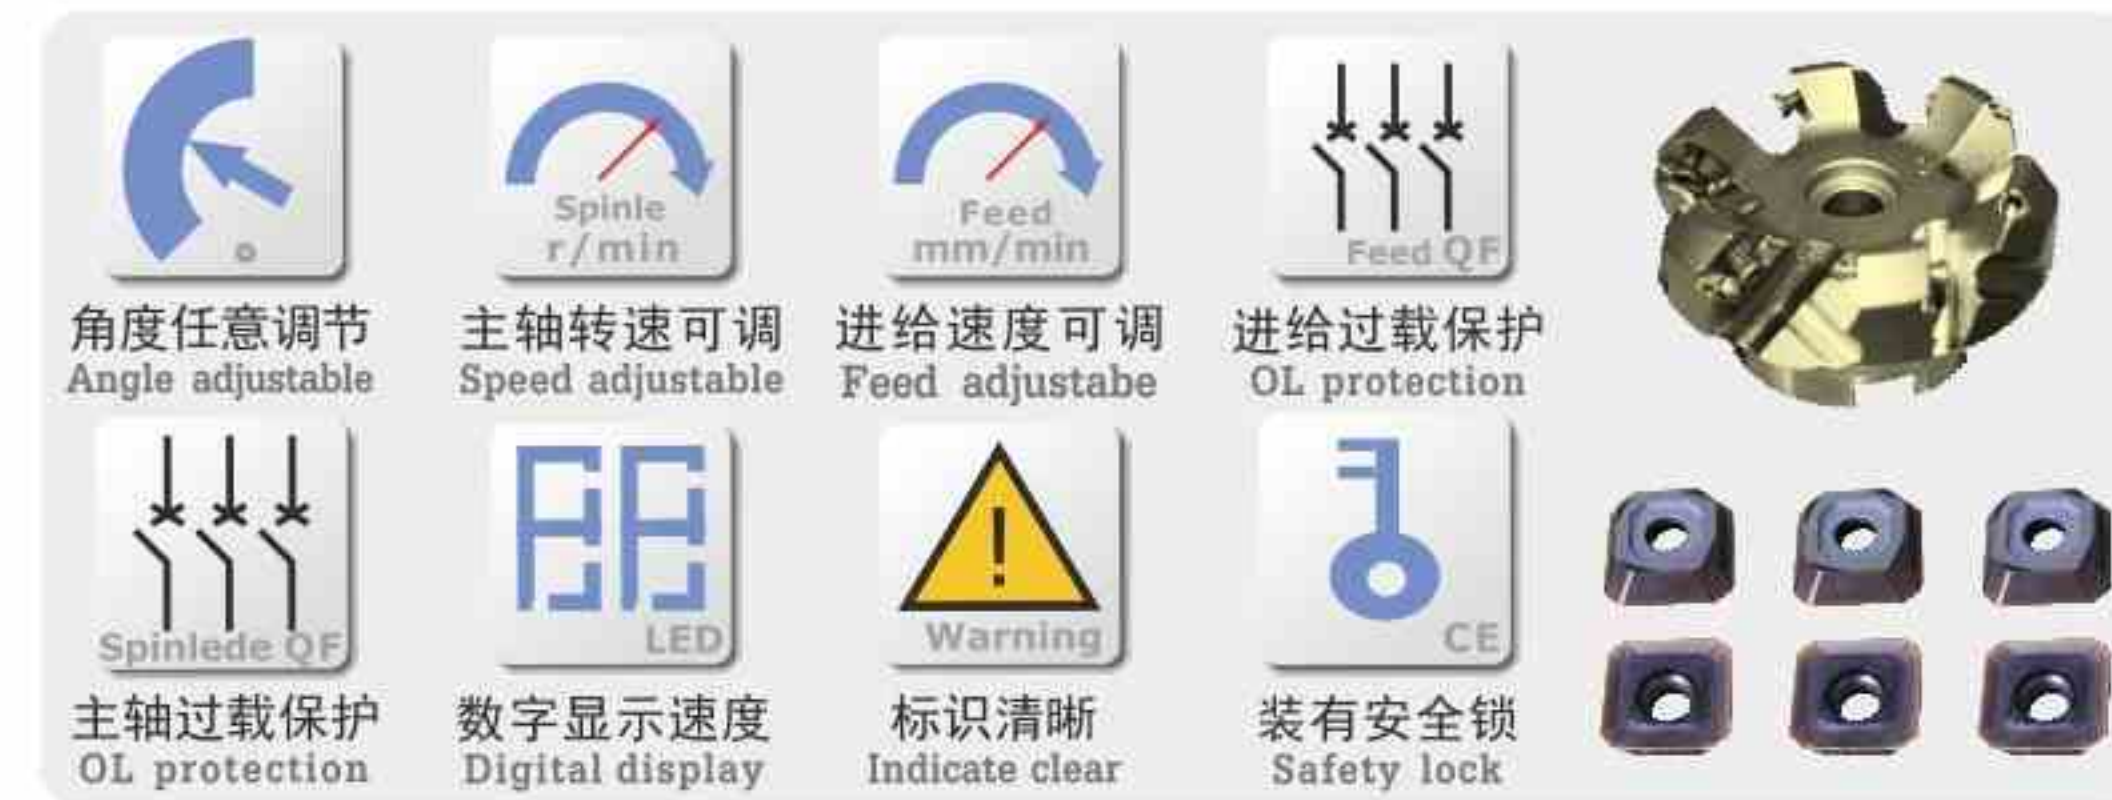 Spinle
r/min
Feed
mm/min
Feed QF
角度任意调节
Angle adjustable
主轴转速可调
Speed adjustable
进给速度可调
Feed adjustabe
进给过载保护
OL protection
Spinlede QF
LED
!
Warning
CE
主轴过载保护
OL protection
数字显示速度
Digital display
标识清晰
Indicate clear
装有安全锁
Safety lock